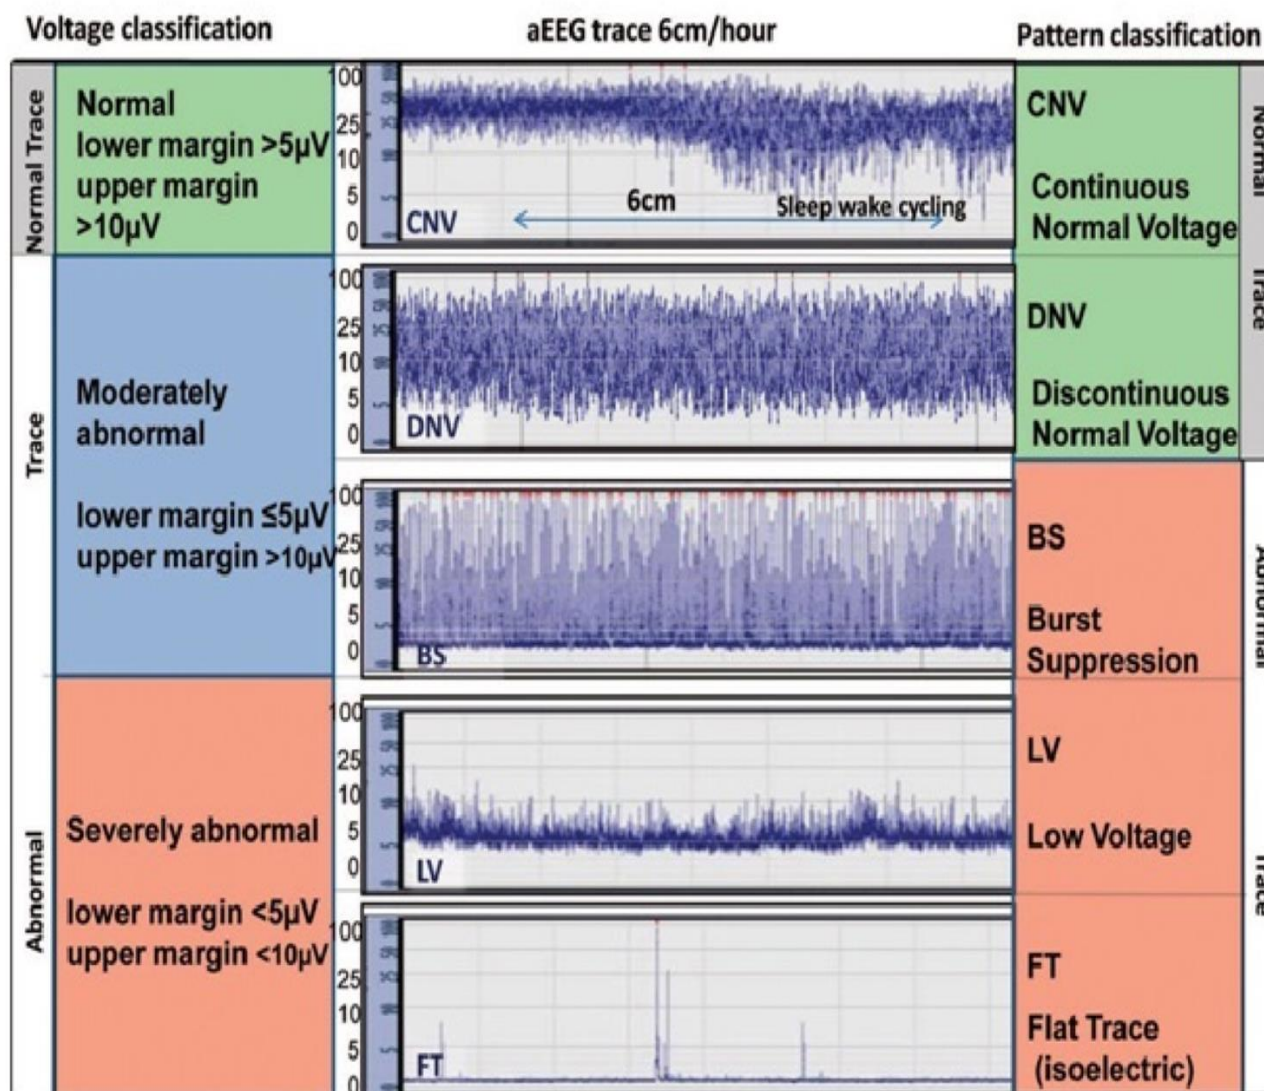 Voltage classification
aEEG trace 6cm/hour
Pattern classification
Normal Trace
Normal
lower margin >5µV
upper margin
>10µV
100
25
10
5
0
CNV
6cm
Sleep wake cycling
CNV
Continuous
Normal Voltage
Normal
Trace
Trace
Moderately
abnormal
lower margin ≤5µV
upper margin >10µV
100
25
10
5
0
DNV
DNV
Discontinuous
Normal Voltage
100
25
10
5
0
BS
BS
Burst
Suppression
Abnormal
Abnormal
Severely abnormal
lower margin <5µV
upper margin <10µV
100
25
10
5
0
LV
LV
Low Voltage
Trace
100
25
10
5
0
FT
FT
Flat Trace
(isoelectric)